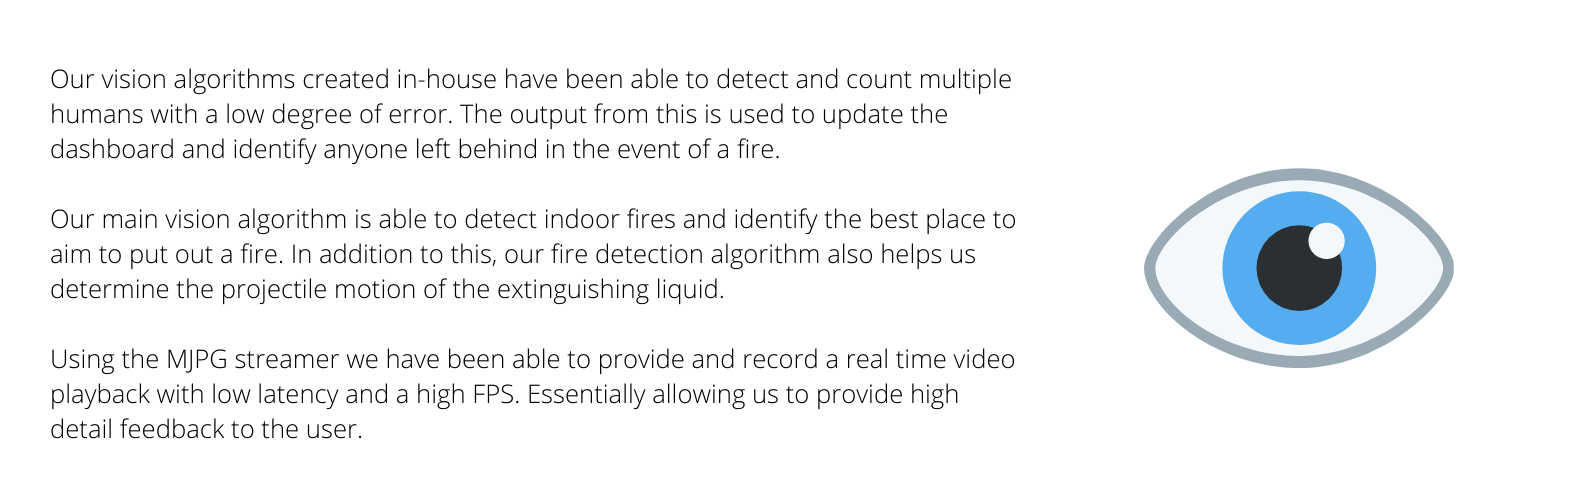 Our vision algorithms created in-house have been able to detect and count multiple
humans with a low degree of error. The output from this is used to update the
dashboard and identify anyone left behind in the event of a fire.
Our main vision algorithm is able to detect indoor fires and identify the best place to
aim to put out a fire. In addition to this, our fire detection algorithm also helps us
determine the projectile motion of the extinguishing liquid.
Using the MJPG streamer we have been able to provide and record a real time video
playback with low latency and a high FPS. Essentially allowing us to provide high
detail feedback to the user.